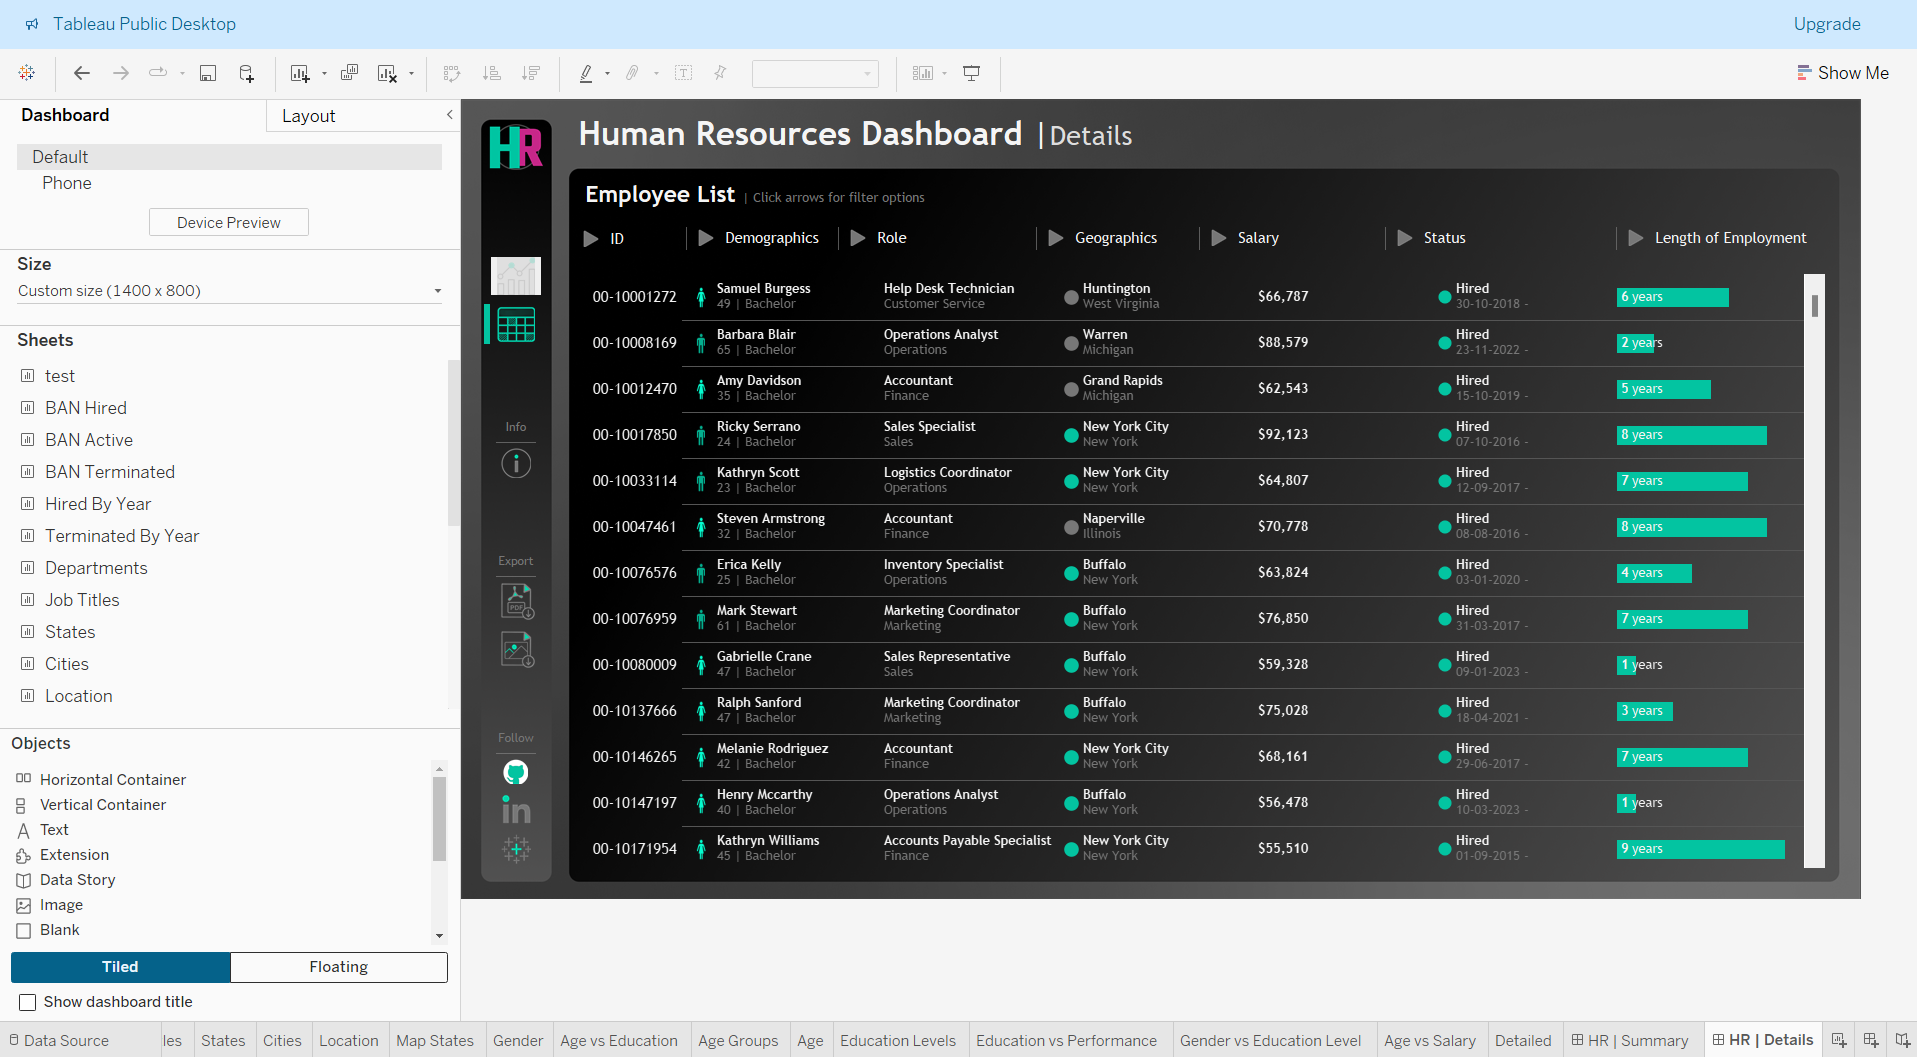 Tableau Public Desktop
Upgrade
Show Me
Dashboard
Layout
Default
Phone
Device Preview
Size
Custom size (1400 x 800)
Sheets
test
BAN Hired
BAN Active
BAN Terminated
Hired By Year
Terminated By Year
Departments
Job Titles
States
Cities
Location
Objects
Horizontal Container
Vertical Container
Text
Extension
Data Story
Image
Blank
Tiled
Floating
Show dashboard title
HR
Info
Export
PDF
Follow
in
Human Resources Dashboard | Details
Employee List | Click arrows for filter options
ID Demographics Role Geographics Salary Status Length of Employment
00-10001272 Samuel Burgess Help Desk Technician Huntington $66,787 Hired 6 years
49 | Bachelor Customer Service West Virginia 30-10-2018 -
00-10008169 Barbara Blair Operations Analyst Warren $88,579 Hired 2 years
65 | Bachelor Operations Michigan 23-11-2022 -
00-10012470 Amy Davidson Accountant Grand Rapids $62,543 Hired 5 years
35 | Bachelor Finance Michigan 15-10-2019 -
00-10017850 Ricky Serrano Sales Specialist New York City $92,123 Hired 8 years
24 | Bachelor Sales New York 07-10-2016 -
00-10033114 Kathryn Scott Logistics Coordinator New York City $64,807 Hired 7 years
23 | Bachelor Operations New York 12-09-2017 -
00-10047461 Steven Armstrong Accountant Naperville $70,778 Hired 8 years
32 | Bachelor Finance Illinois 08-08-2016 -
00-10076576 Erica Kelly Inventory Specialist Buffalo $63,824 Hired 4 years
25 | Bachelor Operations New York 03-01-2020 -
00-10076959 Mark Stewart Marketing Coordinator Buffalo $76,850 Hired 7 years
61 | Bachelor Marketing New York 31-03-2017 -
00-10080009 Gabrielle Crane Sales Representative Buffalo $59,328 Hired 1 years
47 | Bachelor Sales New York 09-01-2023 -
00-10137666 Ralph Sanford Marketing Coordinator Buffalo $75,028 Hired 3 years
47 | Bachelor Marketing New York 18-04-2021 -
00-10146265 Melanie Rodriguez Accountant New York City $68,161 Hired 7 years
42 | Bachelor Finance New York 29-06-2017 -
00-10147197 Henry Mccarthy Operations Analyst Buffalo $56,478 Hired 1 years
40 | Bachelor Operations New York 10-03-2023 -
00-10171954 Kathryn Williams Accounts Payable Specialist New York City $55,510 Hired 9 years
45 | Bachelor Finance New York 01-09-2015 -
Data Source les States Cities Location Map States Gender Age vs Education Age Groups Age Education Levels Education vs Performance Gender vs Education Level Age vs Salary Detailed HR | Summary HR | Details